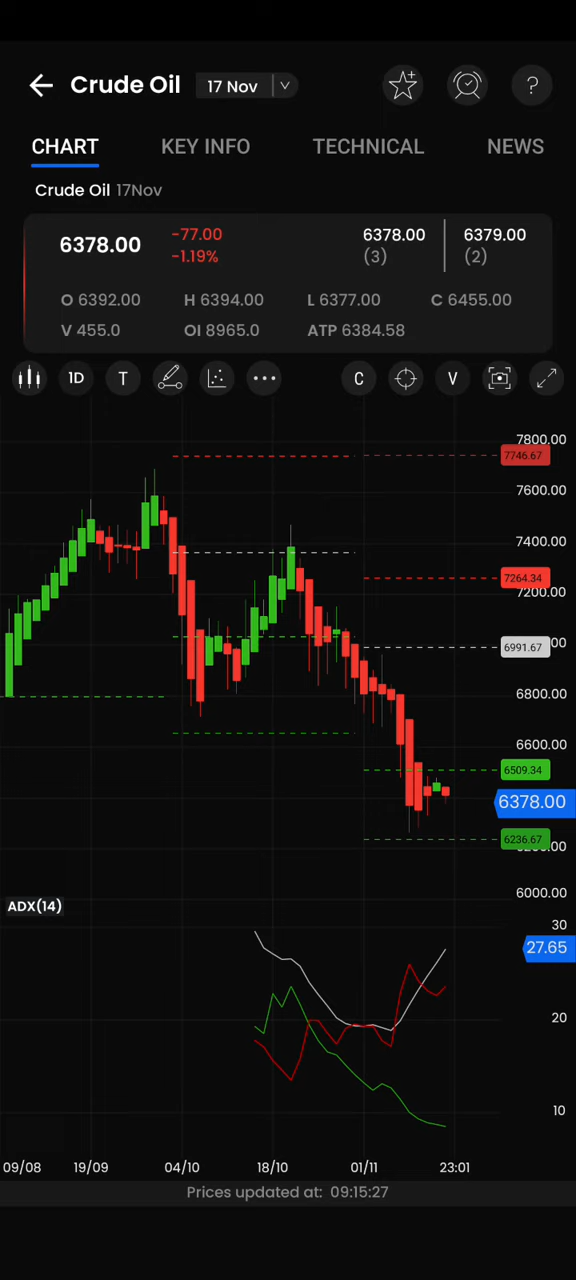 Crude Oil 17 Nov
?
CHART KEY INFO TECHNICAL NEWS
Crude Oil 17Nov
6378.00 -77.00 6378.00 6379.00
-1.19% (3) (2)
O 6392.00 H 6394.00 L 6377.00 C 6455.00
V 455.0 OI 8965.0 ATP 6384.58
1D T C V
7800.00
7746.67
7600.00
7400.00
7264.34
7200.00
6991.67
6800.00
6600.00
6509.34
6378.00
6236.67
6000.00
ADX(14)
30
27.65
20
10
09/08 19/09 04/10 18/10 01/11 23:01
Prices updated at: 09:15:27